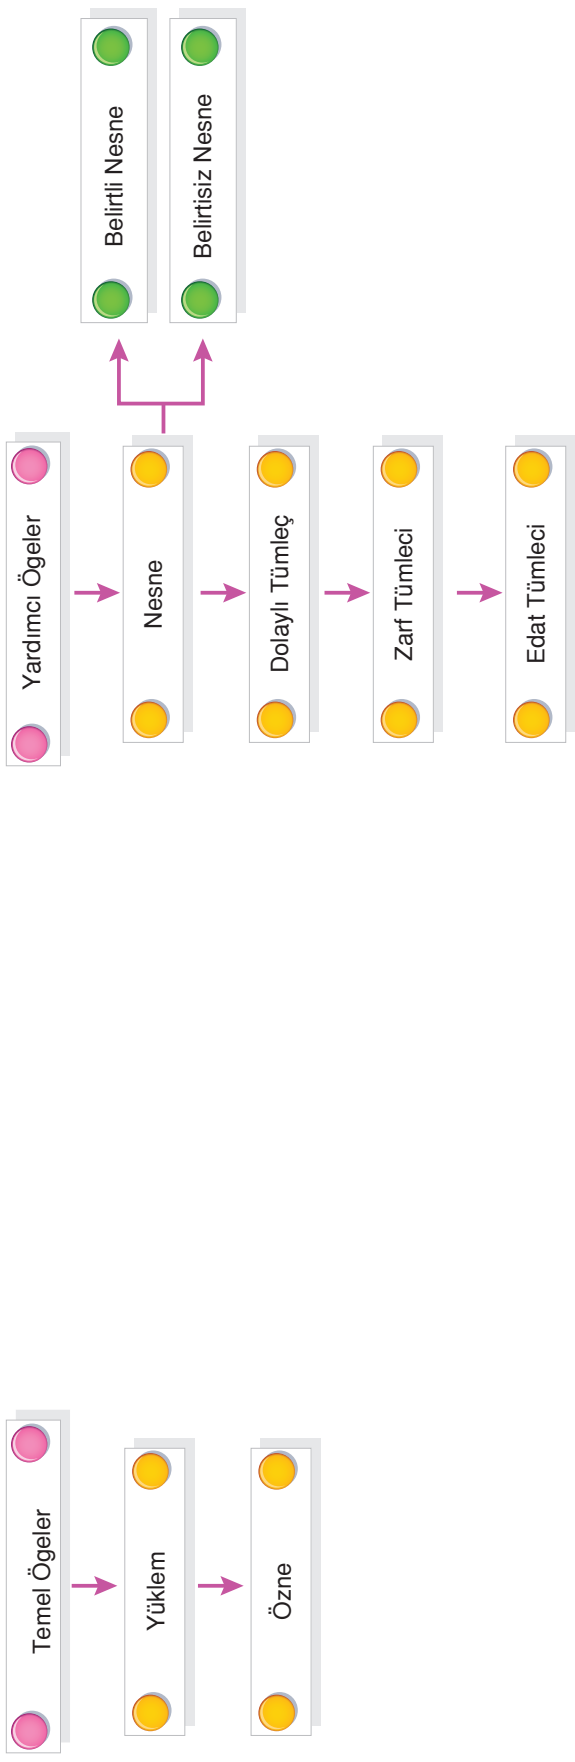 Temel Ögeler
Yüklem
Özne
Yardımcı Ögeler
Nesne
Belirtli Nesne
Belirtisiz Nesne
Dolaylı Tümleç
Zarf Tümleci
Edat Tümleci